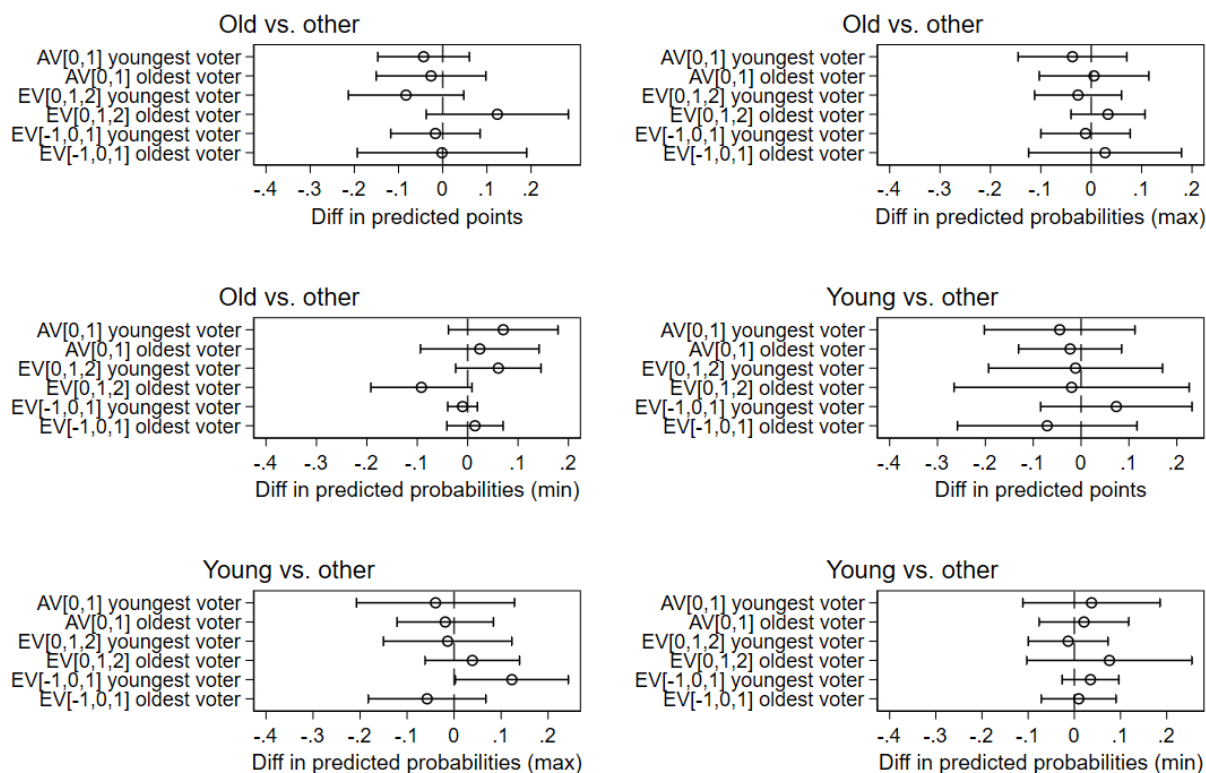 Old vs. other
AV[0,1] youngest voter
AV[0,1] oldest voter
EV[0,1,2] youngest voter
EV[0,1,2] oldest voter
EV[-1,0,1] youngest voter
EV[-1,0,1] oldest voter
-.4 -.3 -.2 -.1 0 .1 .2
Diff in predicted points
Old vs. other
AV[0,1] youngest voter
AV[0,1] oldest voter
EV[0,1,2] youngest voter
EV[0,1,2] oldest voter
EV[-1,0,1] youngest voter
EV[-1,0,1] oldest voter
-.4 -.3 -.2 -.1 0 .1 .2
Diff in predicted probabilities (max)
Old vs. other
AV[0,1] youngest voter
AV[0,1] oldest voter
EV[0,1,2] youngest voter
EV[0,1,2] oldest voter
EV[-1,0,1] youngest voter
EV[-1,0,1] oldest voter
-.4 -.3 -.2 -.1 0 .1 .2
Diff in predicted probabilities (min)
Young vs. other
AV[0,1] youngest voter
AV[0,1] oldest voter
EV[0,1,2] youngest voter
EV[0,1,2] oldest voter
EV[-1,0,1] youngest voter
EV[-1,0,1] oldest voter
-.4 -.3 -.2 -.1 0 .1 .2
Diff in predicted points
Young vs. other
AV[0,1] youngest voter
AV[0,1] oldest voter
EV[0,1,2] youngest voter
EV[0,1,2] oldest voter
EV[-1,0,1] youngest voter
EV[-1,0,1] oldest voter
-.4 -.3 -.2 -.1 0 .1 .2
Diff in predicted probabilities (max)
Young vs. other
AV[0,1] youngest voter
AV[0,1] oldest voter
EV[0,1,2] youngest voter
EV[0,1,2] oldest voter
EV[-1,0,1] youngest voter
EV[-1,0,1] oldest voter
-.4 -.3 -.2 -.1 0 .1 .2
Diff in predicted probabilities (min)